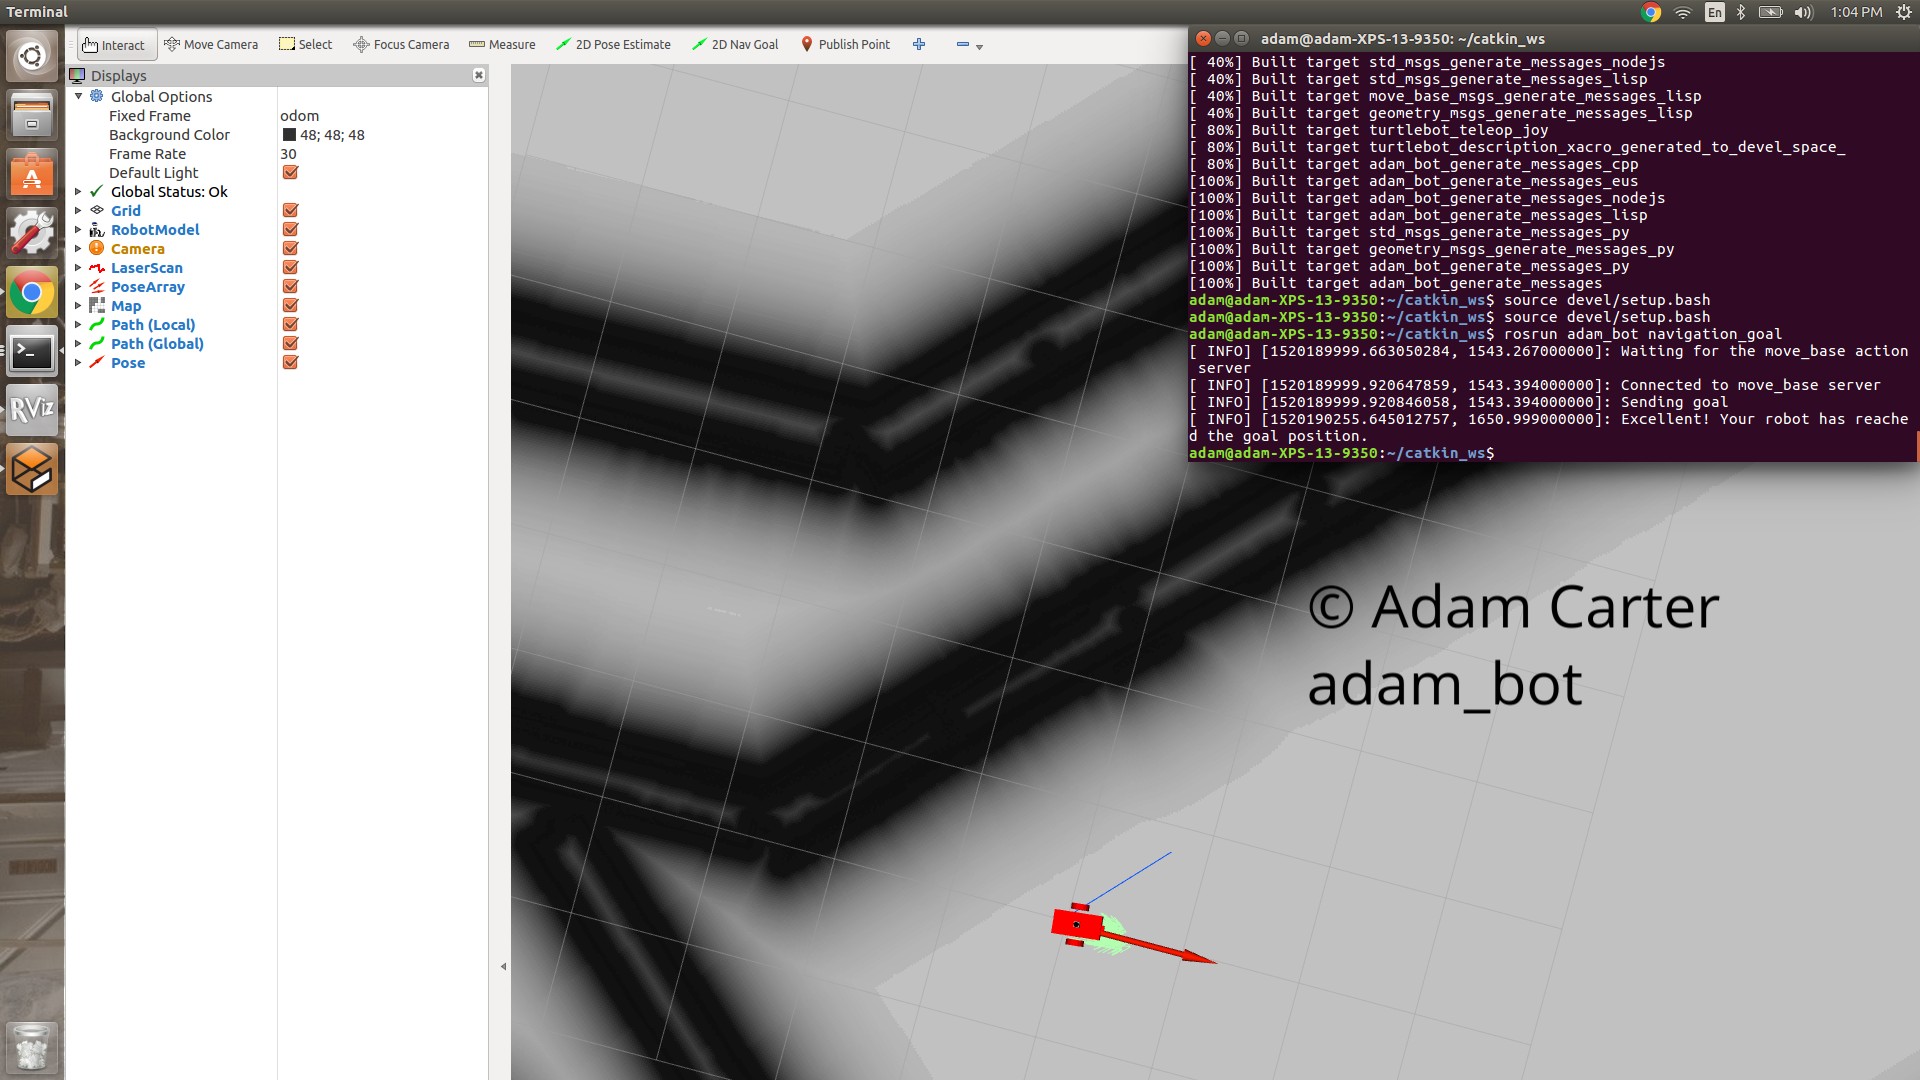 Terminal
En
1:04 PM
Interact Move Camera Select Focus Camera Measure 2D Pose Estimate 2D Nav Goal Publish Point
Displays
Global Options
Fixed Frame odom
Background Color 48; 48; 48
Frame Rate 30
Default Light
Global Status: Ok
Grid
RobotModel
Camera
LaserScan
PoseArray
Map
Path (Local)
Path (Global)
Pose
RViz
adam@adam-XPS-13-9350: ~/catkin_ws
[ 40%] Built target std_msgs_generate_messages_nodejs
[ 40%] Built target std_msgs_generate_messages_lisp
[ 40%] Built target move_base_msgs_generate_messages_lisp
[ 40%] Built target geometry_msgs_generate_messages_lisp
[ 80%] Built target turtlebot_teleop_joy
[ 80%] Built target turtlebot_description_xacro_generated_to_devel_space_
[ 80%] Built target adam_bot_generate_messages_cpp
[100%] Built target adam_bot_generate_messages_eus
[100%] Built target adam_bot_generate_messages_nodejs
[100%] Built target adam_bot_generate_messages_lisp
[100%] Built target std_msgs_generate_messages_py
[100%] Built target geometry_msgs_generate_messages_py
[100%] Built target adam_bot_generate_messages_py
[100%] Built target adam_bot_generate_messages
adam@adam-XPS-13-9350:~/catkin_ws$ source devel/setup.bash
adam@adam-XPS-13-9350:~/catkin_ws$ source devel/setup.bash
adam@adam-XPS-13-9350:~/catkin_ws$ rosrun adam_bot navigation_goal
[ INFO] [1520189999.663050284, 1543.267000000]: Waiting for the move_base action
server
[ INFO] [1520189999.920647859, 1543.394000000]: Connected to move_base server
[ INFO] [1520189999.920846058, 1543.394000000]: Sending goal
[ INFO] [1520190255.645012757, 1650.999000000]: Excellent! Your robot has reache
d the goal position.
adam@adam-XPS-13-9350:~/catkin_ws$
© Adam Carter
adam_bot